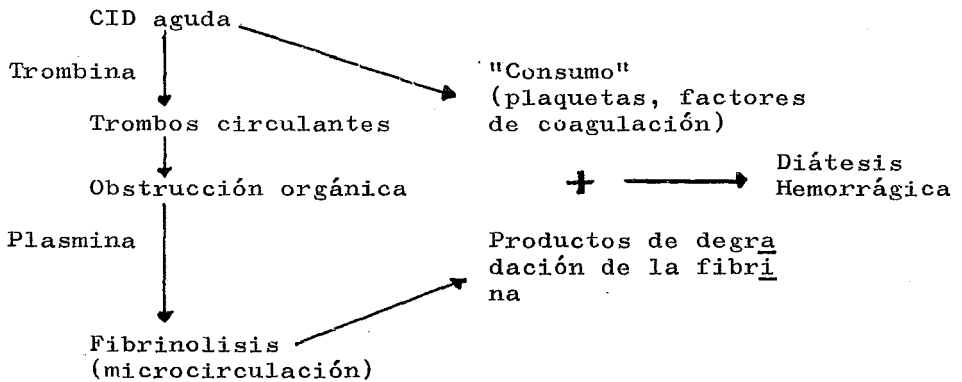 CID aguda
Trombina
"Consumo"
(plaquetas, factores
de coagulación)
Trombos circulantes
Obstrucción orgánica
+
Diátesis
Hemorrágica
Plasmina
Productos de degra
dación de la fibri
na
Fibrinolisis
(microcirculación)